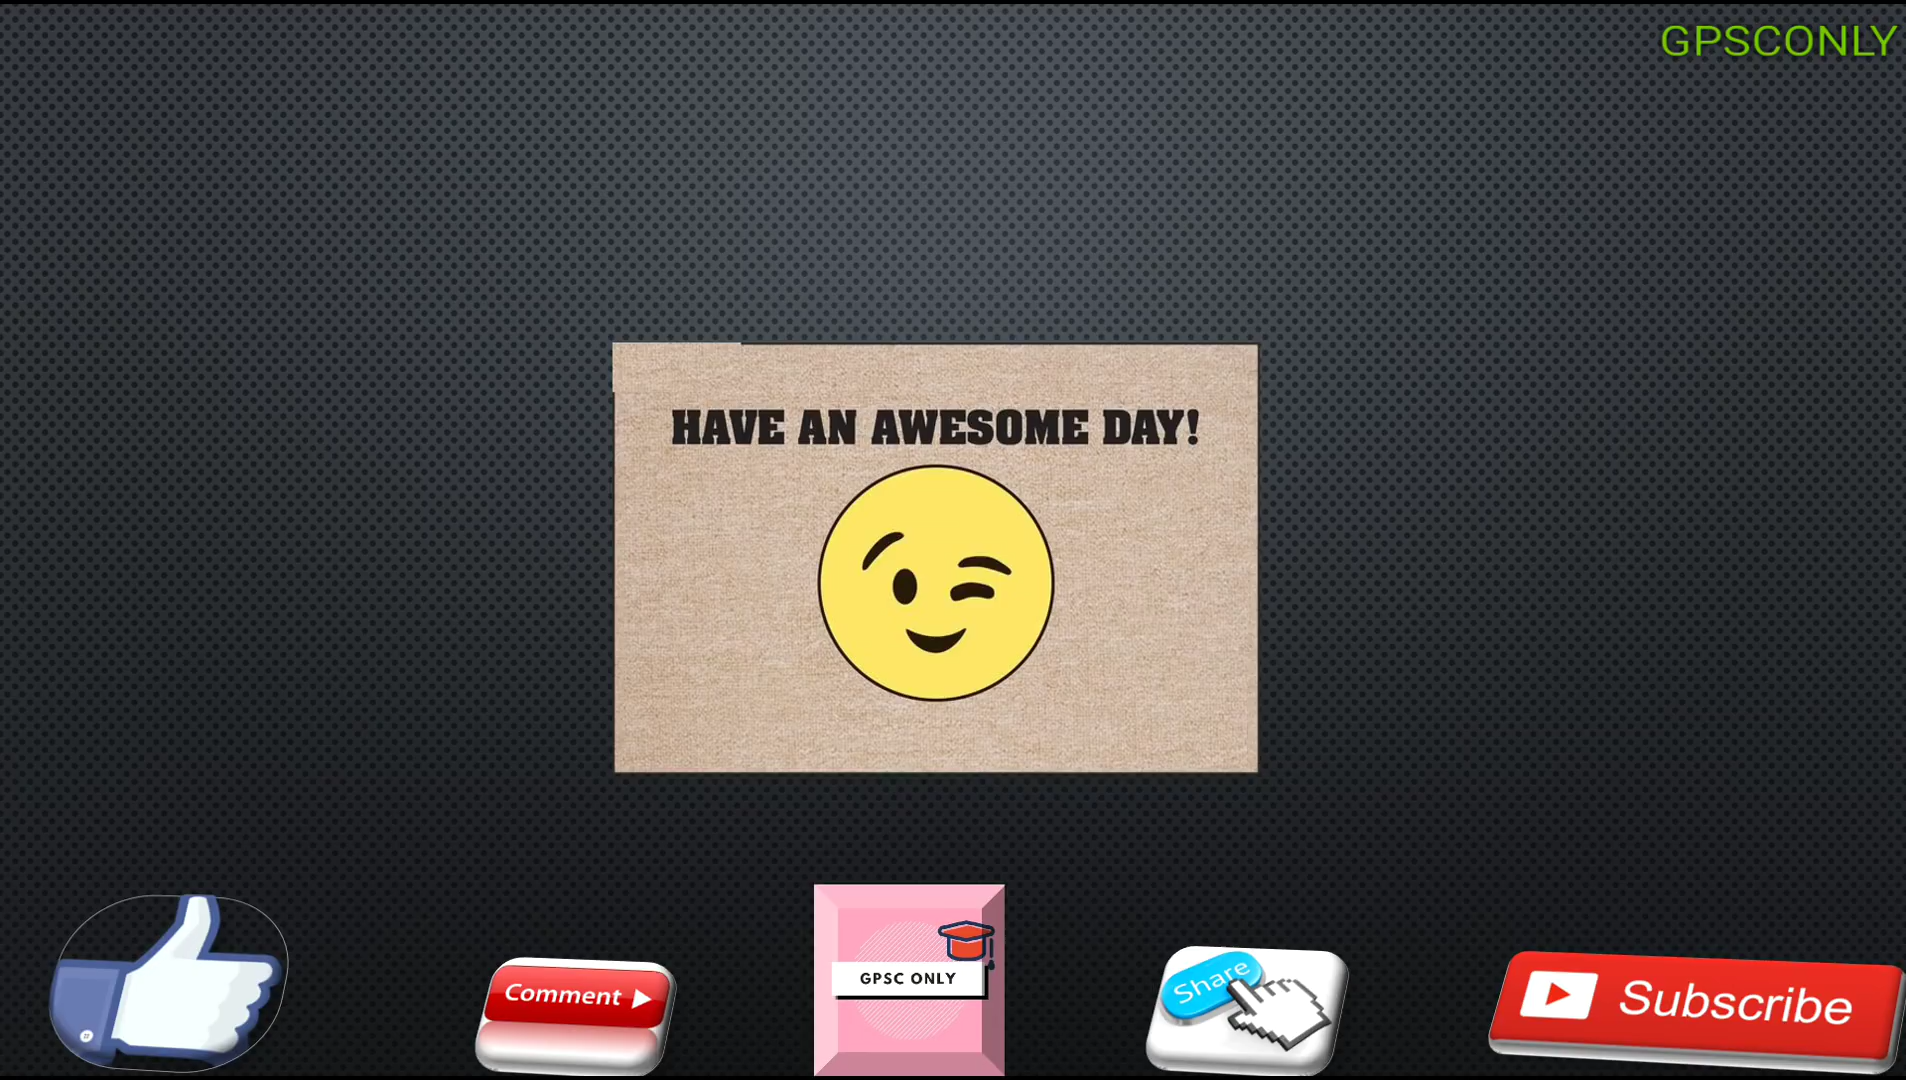 GPSCONLY
HAVE AN AWESOME DAY!
Comment
GPSC ONLY
Share
Subscribe